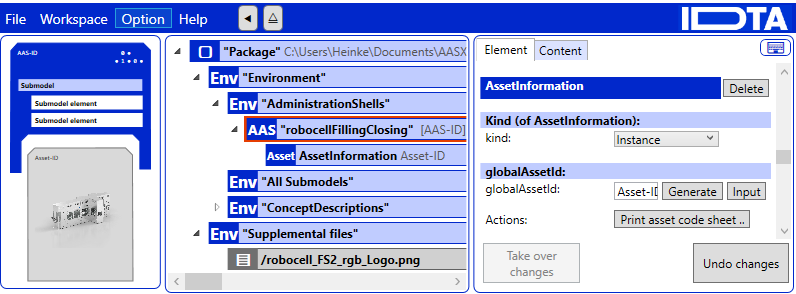 File Workspace Option Help
IDTA
AAS-ID
Submodel
Submodel element
Submodel element
Asset-ID
"Package" C:\Users\Heinke\Documents\AASX
Env "Environment"
Env "AdministrationShells"
AAS "robocellFillingClosing" [AAS-ID]
Asset AssetInformation Asset-ID
Env "All Submodels"
Env "ConceptDescriptions"
Env "Supplemental files"
/robocell_FS2_rgb_Logo.png
Element Content
AssetInformation Delete
Kind (of AssetInformation):
kind: Instance
globalAssetId:
globalAssetId: Asset-ID Generate Input
Actions: Print asset code sheet ..
Take over changes
Undo changes